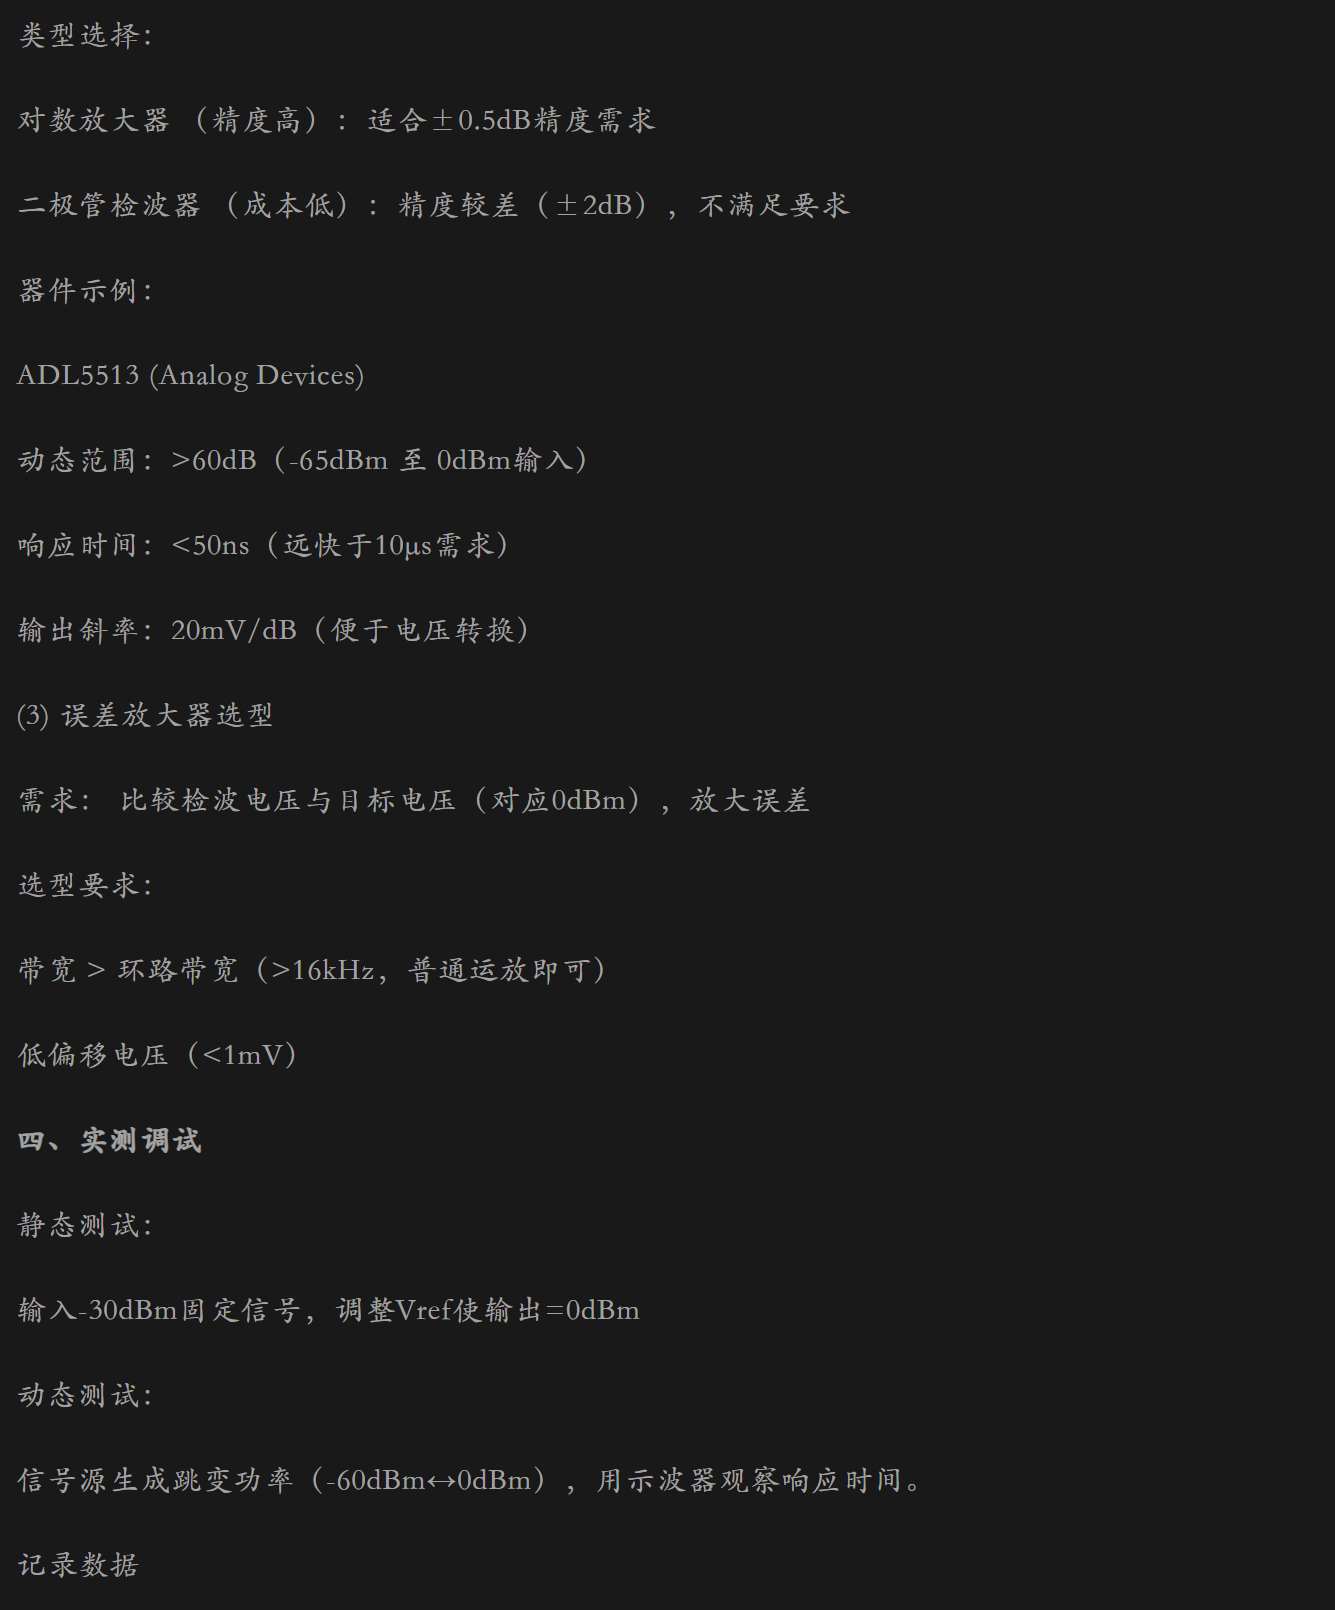 类型选择：
对数放大器 （精度高）：适合±0.5dB精度需求
二极管检波器 （成本低）：精度较差（±2dB），不满足要求
器件示例：
ADL5513 (Analog Devices)
动态范围：>60dB（-65dBm 至 0dBm输入）
响应时间：<50ns（远快于10μs需求）
输出斜率：20mV/dB（便于电压转换）
(3) 误差放大器选型
需求： 比较检波电压与目标电压（对应0dBm），放大误差
选型要求：
带宽 > 环路带宽（>16kHz，普通运放即可）
低偏移电压（<1mV）
四、实测调试
静态测试：
输入-30dBm固定信号，调整Vref使输出=0dBm
动态测试：
信号源生成跳变功率（-60dBm↔0dBm），用示波器观察响应时间。
记录数据